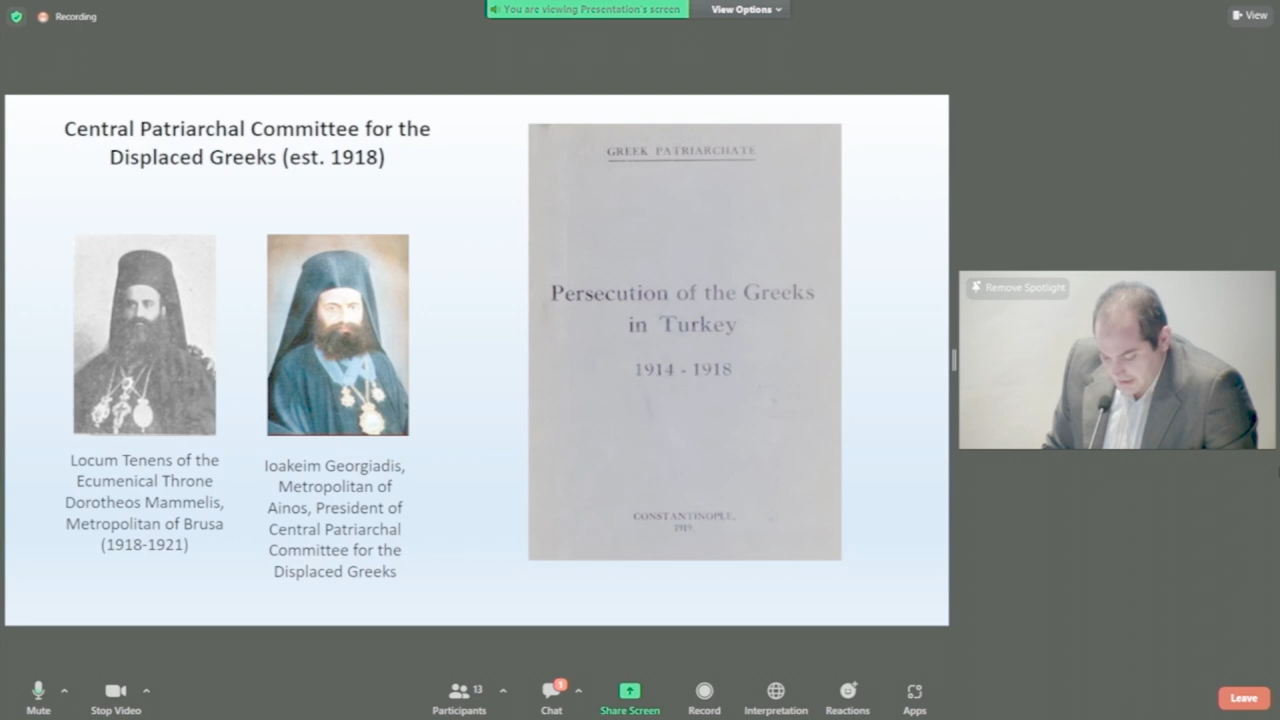 Recording
You are viewing Presentation's screen
View Options
View
Central Patriarchal Committee for the
Displaced Greeks (est. 1918)
Locum Tenens of the
Ecumenical Throne
Dorotheos Mammelis,
Metropolitan of Brusa
(1918-1921)
Ioakeim Georgiadis,
Metropolitan of
Ainos, President of
Central Patriarchal
Committee for the
Displaced Greeks
GREEK PATRIARCHATE
Persecution of the Greeks
in Turkey
1914 - 1918
CONSTANTINOPLE,
1919.
Remove Spotlight
Mute
Stop Video
Participants
13
Chat
Share Screen
Record
Interpretation
Reactions
Apps
Leave